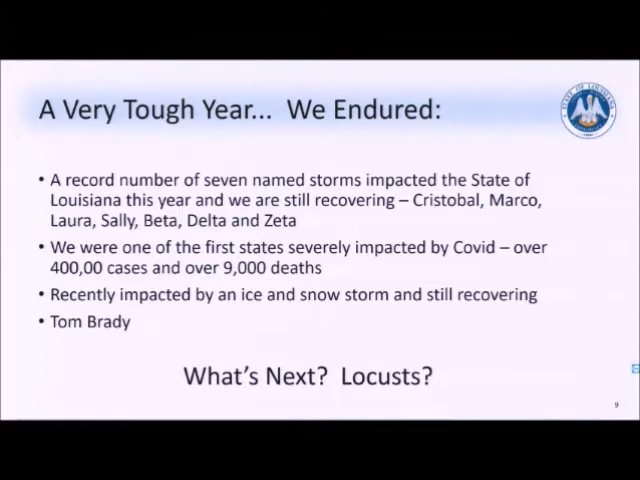 A Very Tough Year... We Endured:
STATE OF LOUISIANA
• A record number of seven named storms impacted the State of
Louisiana this year and we are still recovering – Cristobal, Marco,
Laura, Sally, Beta, Delta and Zeta
• We were one of the first states severely impacted by Covid – over
400,00 cases and over 9,000 deaths
• Recently impacted by an ice and snow storm and still recovering
• Tom Brady
What's Next? Locusts?
9